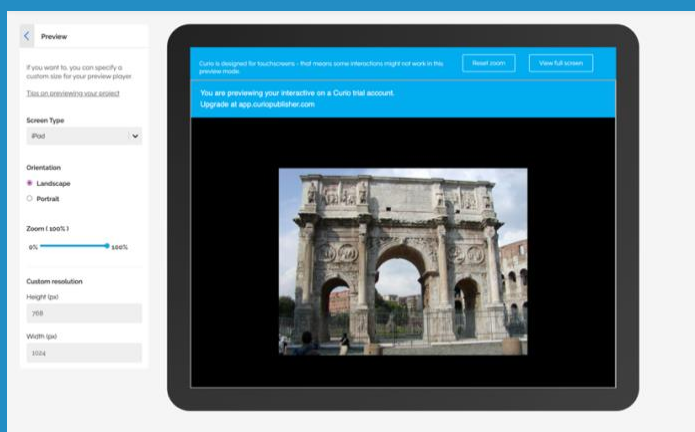 Preview
If you want to, you can specify a
custom size for your preview player.
Tips on previewing your project
Screen Type
iPad
Orientation
Landscape
Portrait
Zoom ( 100% )
0%
100%
Custom resolution
Height (px)
768
Width (px)
1024
Curio is designed for touchscreens - that means some interactions might not work in this
preview mode.
Reset zoom
View full screen
You are previewing your interactive on a Curio trial account.
Upgrade at app.curiopublisher.com